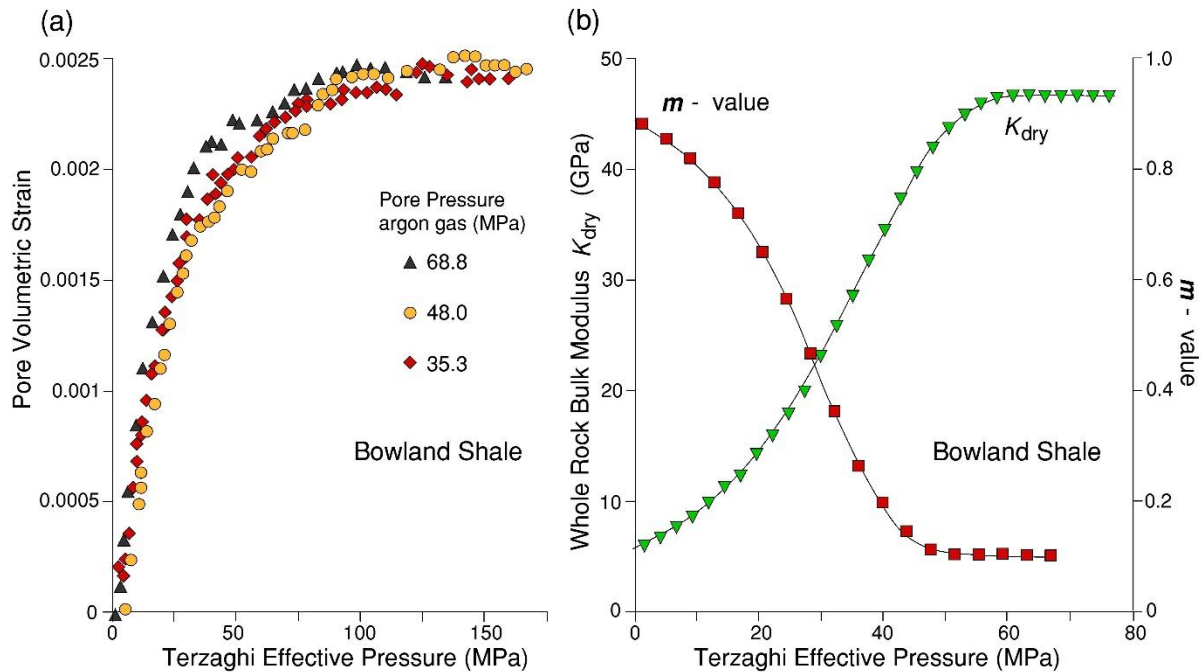 (a)
0.0025
0.002
0.0015
0.001
0.0005
0
Pore Volumetric Strain
0
50
100
150
Terzaghi Effective Pressure (MPa)
Pore Pressure
argon gas (MPa)
68.8
48.0
35.3
Bowland Shale
(b)
50
40
30
20
10
0
Whole Rock Bulk Modulus Kdry (GPa)
m - value
Kdry
Bowland Shale
1.0
0.8
0.6
0.4
0.2
0
m - value
0
20
40
60
80
Terzaghi Effective Pressure (MPa)